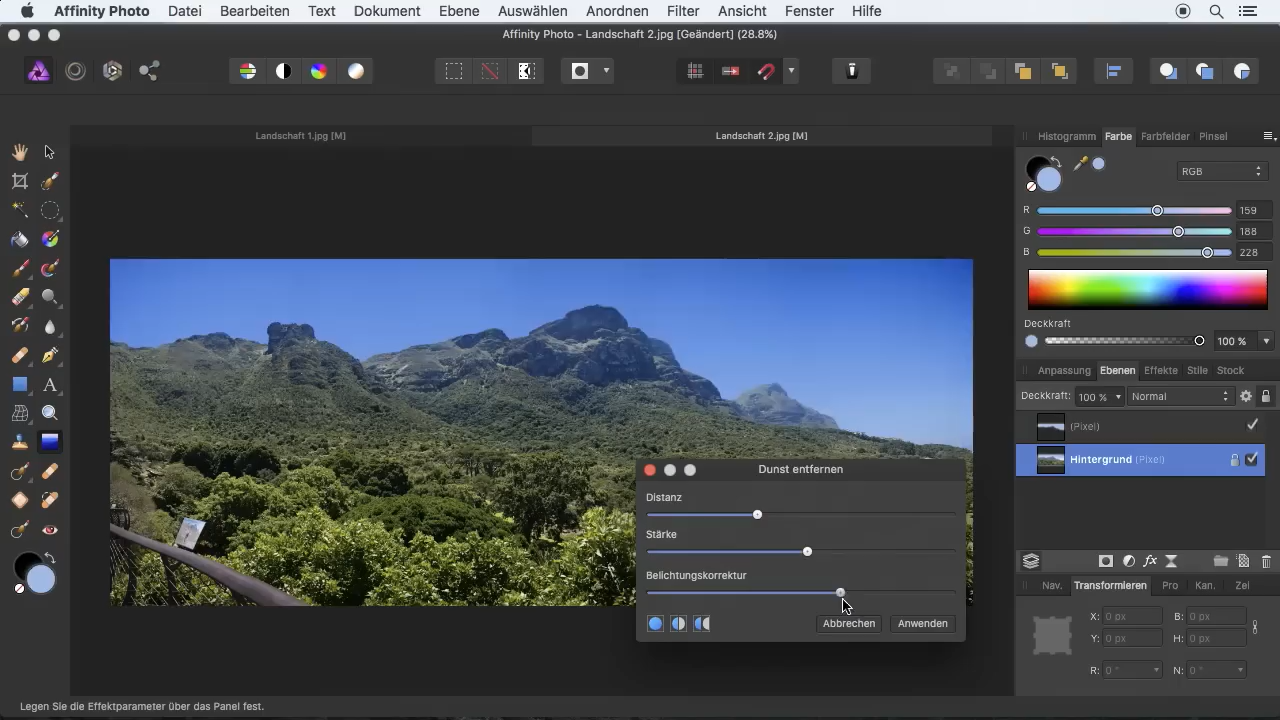 Affinity Photo Datei Bearbeiten Text Dokument Ebene Auswählen Anordnen Filter Ansicht Fenster Hilfe
Affinity Photo - Landschaft 2.jpg [Geändert] (28.8%)
Landschaft 1.jpg [M]
Landschaft 2.jpg [M]
Histogramm Farbe Farbfelder Pinsel
RGB
R 159
G 188
B 228
Deckkraft
100 %
Anpassung Ebenen Effekte Stile Stock
Deckkraft: 100 % Normal
(Pixel)
Hintergrund (Pixel)
Dunst entfernen
Distanz
Stärke
Belichtungskorrektur
Abbrechen Anwenden
Nav. Transformieren Pro Kan. Zel
X: 0 px B: 0 px
Y: 0 px H: 0 px
R: 0 ° N: 0 °
Legen Sie die Effektparameter über das Panel fest.